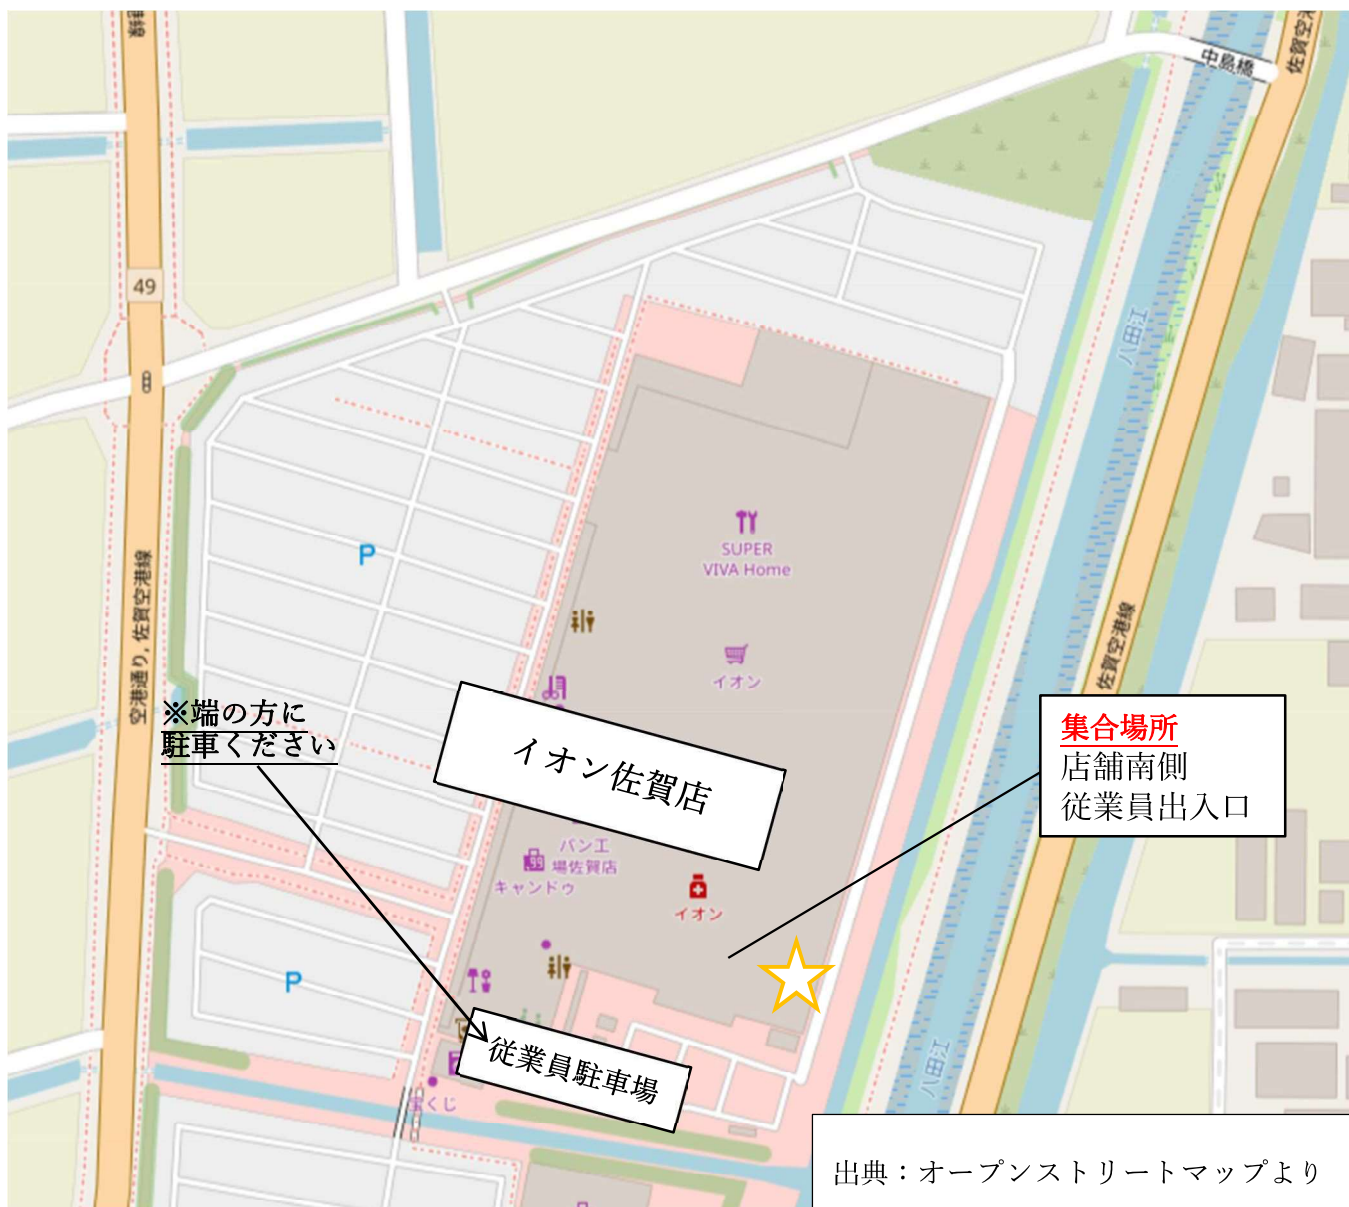 中島橋
佐賀空
49
八田江
SUPER
VIVA Home
イオン
空港通り, 佐賀空港線
佐賀空港線
※端の方に
駐車ください
イオン佐賀店
集合場所
店舗南側
従業員出入口
パン工
場佐賀店
キャンドゥ
99
イオン
P
P
従業員駐車場
八田江
宝くじ
出典：オープンストリートマップより